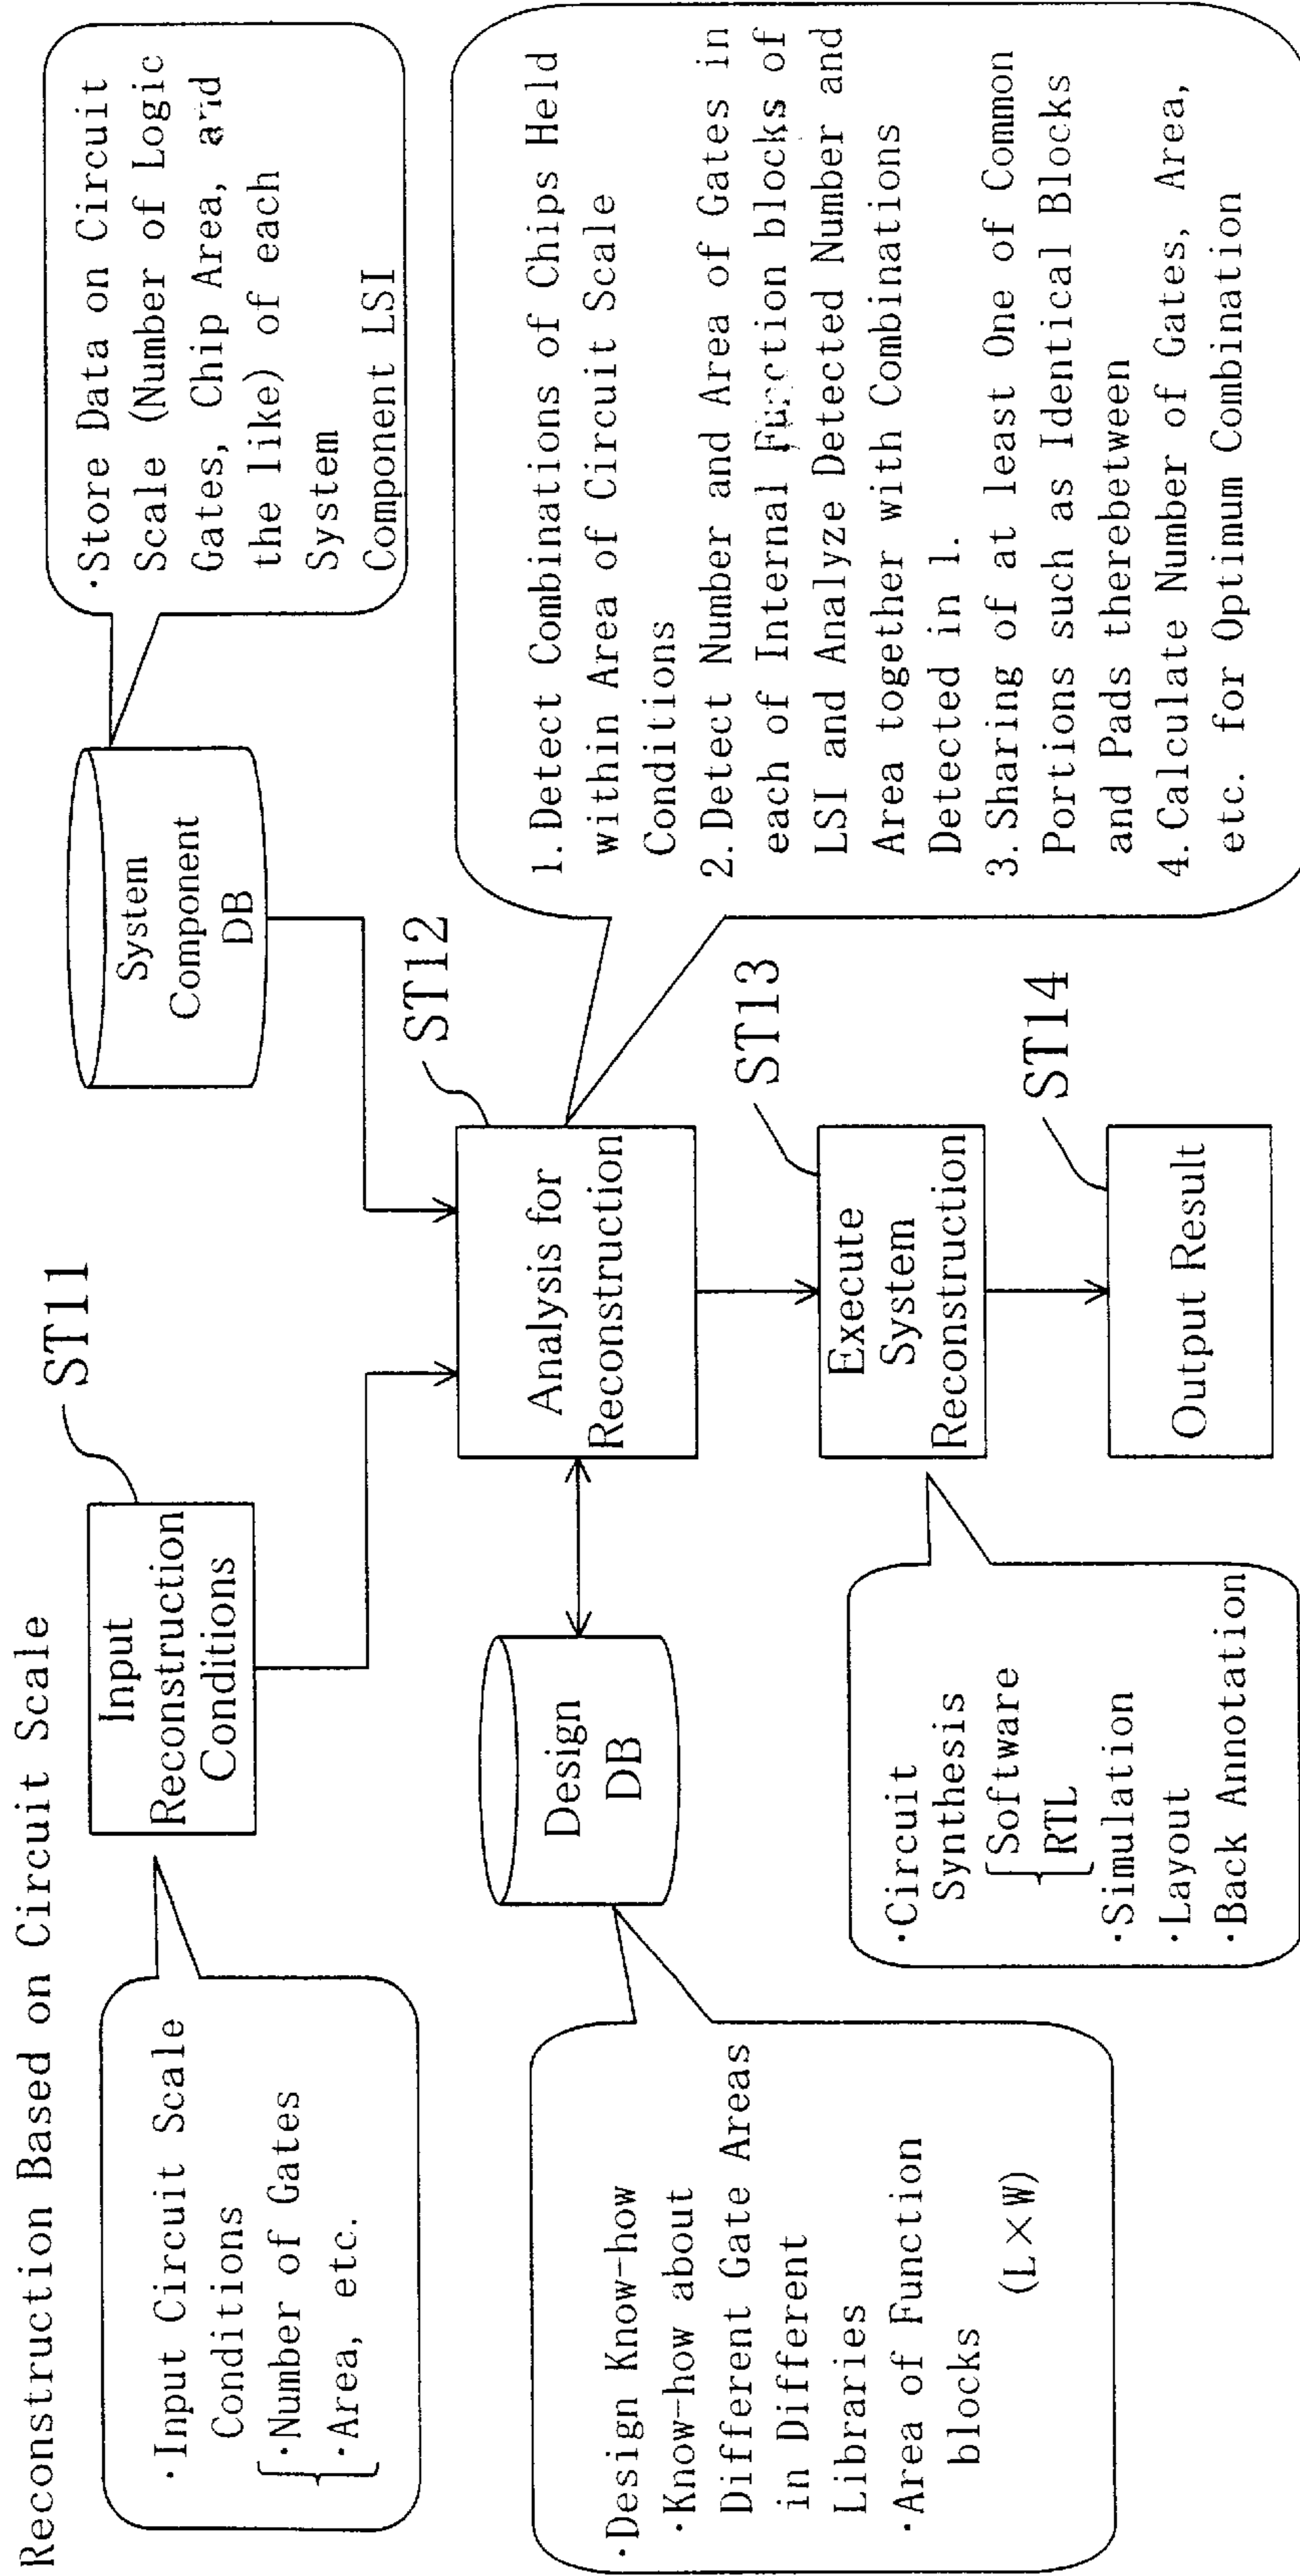 Reconstruction Based on Circuit Scale
·Input Circuit Scale
Conditions
·Number of Gates
·Area, etc.
Input
Reconstruction
Conditions
ST11
System
Component
DB
·Store Data on Circuit
Scale (Number of Logic
Gates, Chip Area, and
the like) of each
System
Component LSI
·Design Know-how
·Know-how about
Different Gate Areas
in Different
Libraries
·Area of Function
blocks
(L×W)
Design
DB
Analysis for
Reconstruction
ST12
1. Detect Combinations of Chips Held
within Area of Circuit Scale
Conditions
2. Detect Number and Area of Gates in
each of Internal Function blocks of
LSI and Analyze Detected Number and
Area together with Combinations
Detected in 1.
3. Sharing of at least One of Common
Portions such as Identical Blocks
and Pads therebetween
4. Calculate Number of Gates, Area,
etc. for Optimum Combination
·Circuit
Synthesis
Software
RTL
·Simulation
·Layout
·Back Annotation
Execute
System
Reconstruction
ST13
Output Result
ST14